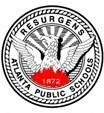 RESURGENS
ATLANTA PUBLIC SCHOOLS
1872